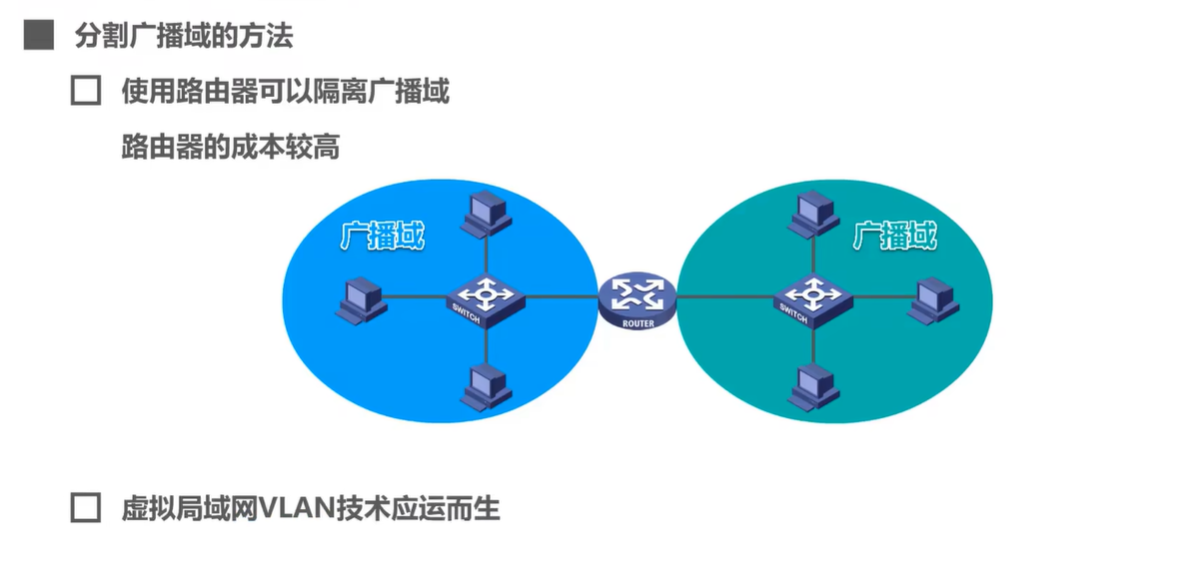 分割广播域的方法
使用路由器可以隔离广播域
路由器的成本较高
广播域
广播域
SWITCH
SWITCH
ROUTER
虚拟局域网VLAN技术应运而生